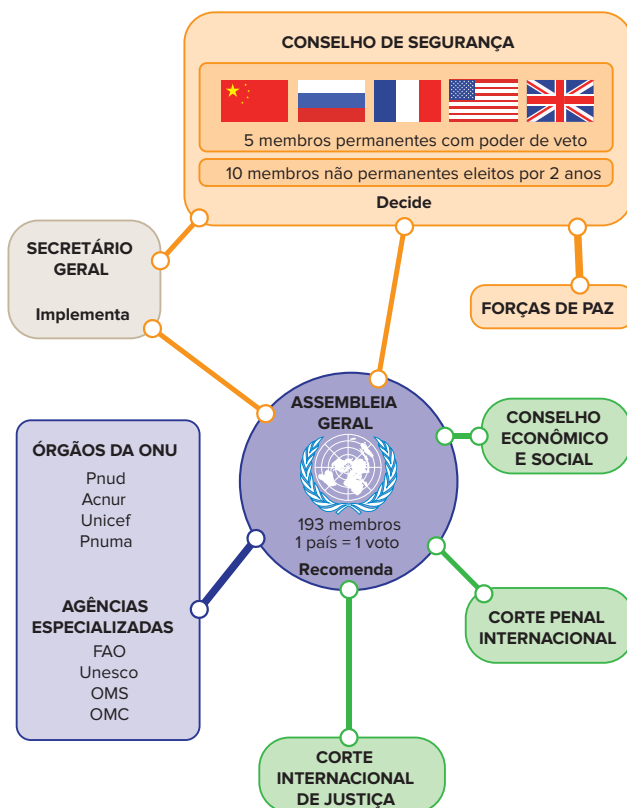 CONSELHO DE SEGURANÇA
5 membros permanentes com poder de veto
10 membros não permanentes eleitos por 2 anos
Decide
SECRETÁRIO
GERAL
Implementa
FORÇAS DE PAZ
ASSEMBLEIA
GERAL
193 membros
1 país = 1 voto
Recomenda
CONSELHO
ECONÔMICO
E SOCIAL
ÓRGÃOS DA ONU
Pnud
Acnur
Unicef
Pnuma
AGÊNCIAS
ESPECIALIZADAS
FAO
Unesco
OMS
OMC
CORTE PENAL
INTERNACIONAL
CORTE
INTERNACIONAL
DE JUSTIÇA